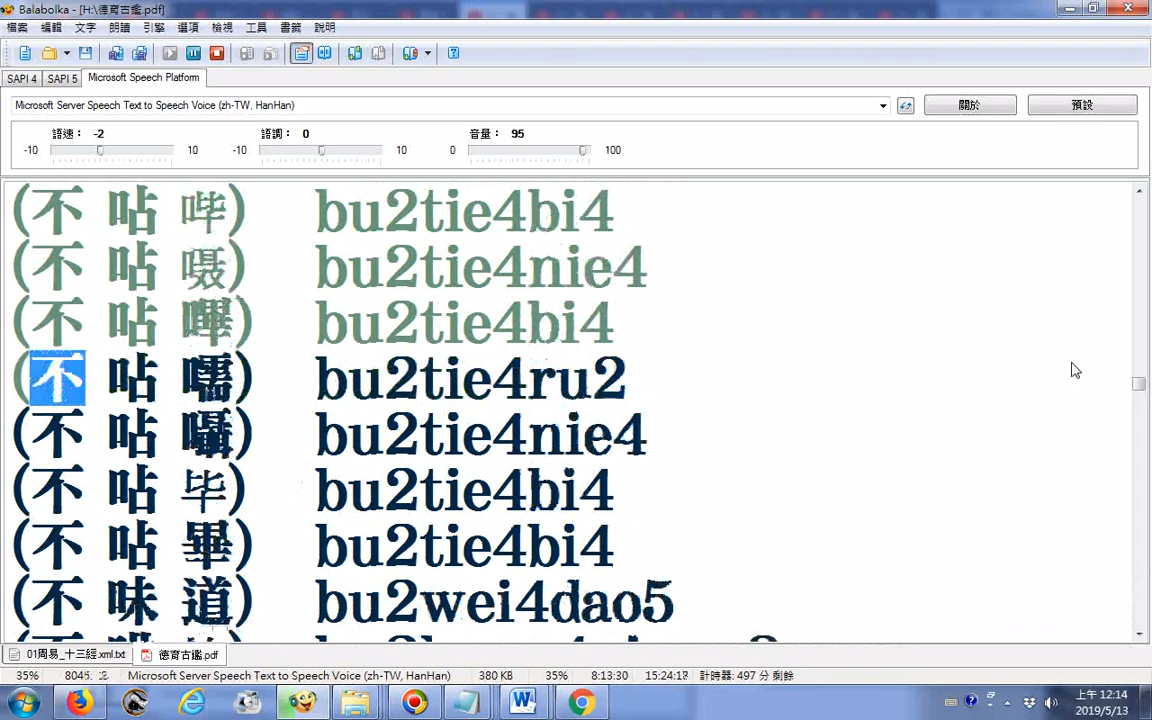 Balabolka - [H:\德育古鑑.pdf]
檔案 編輯 文字 朗讀 引擎 選項 檢視 工具 書籤 說明
SAPI 4 SAPI 5 Microsoft Speech Platform
Microsoft Server Speech Text to Speech Voice (zh-TW, HanHan) 關於 預設
語速： -2 語調： 0 音量： 95
-10 10 -10 10 0 100
(不 呫 哔) bu2tie4bi4
(不 呫 嗫) bu2tie4nie4
(不 呫 嗶) bu2tie4bi4
(不 呫 嚅) bu2tie4ru2
(不 呫 囁) bu2tie4nie4
(不 呫 毕) bu2tie4bi4
(不 呫 畢) bu2tie4bi4
(不 味 道) bu2wei4dao5
01周易_十三經.xml.txt 德育古鑑.pdf
35% Microsoft Server Speech Text to Speech Voice (zh-TW, HanHan) 380 KB 35% 8:13:30 計時器: 497 分 剩餘
上午 12:14
2019/5/13